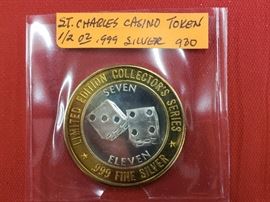 ST. CHARLES CASINO TOKEN
1/2 OZ .999 SILVER 930
LIMITED EDITION COLLECTOR'S SERIES
SEVEN
ELEVEN
.999 FINE SILVER